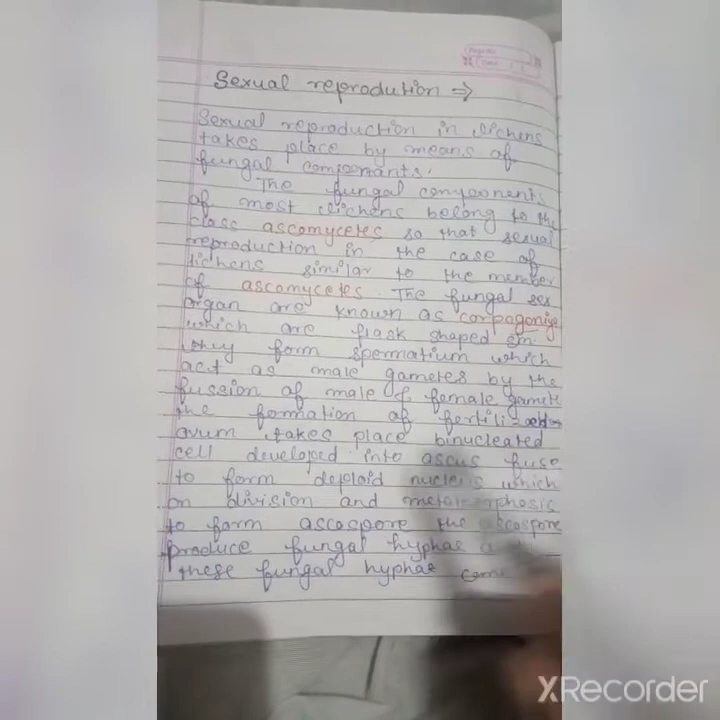 Sexual reprodution ⇒
Sexual reproduction in lichens
takes place by means of
fungal componants.
The fungal components
of most lichens belong to the
class ascomycetes so that sexual
reproduction in the case of
lichens similar to the member
of ascomycetes. The fungal sex
organ are known as carpogoniya
which are flask shaped
they form spermatium which
act as male gametes by the
fussion of male & female gamete
the formation of fertilized
ovum takes place binucleated
cell developed into ascus fuse
to form deploid nucleus which
on division and metamorphosis
to form ascospore the ascospore
produce fungal hyphae
these fungal hyphae come
XRecorder